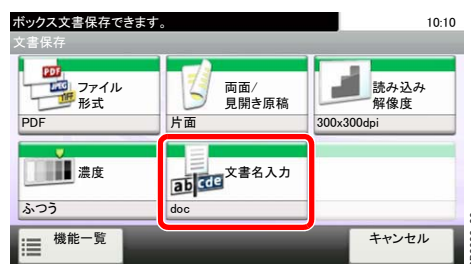 ボックス文書保存できます。
10:10
文書保存
PDF
JPEG
TIFF
ファイル
形式
PDF
両面/
見開き原稿
片面
読み込み
解像度
300x300dpi
濃度
ふつう
ab|cde
文書名入力
doc
機能一覧
キャンセル